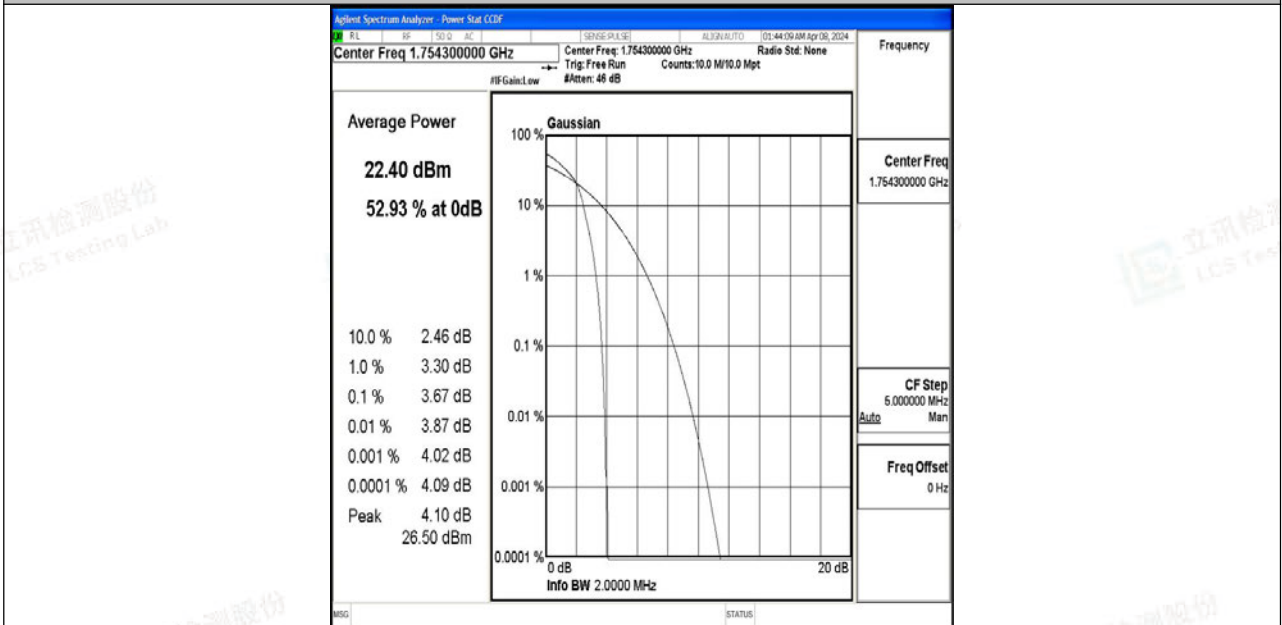 Agilent Spectrum Analyzer - Power Stat CCDF
RL RF 50 Ω AC SENSE:PULSE ALIGN AUTO 01:44:09 AM Apr 08, 2024
Center Freq 1.754300000 GHz
Center Freq: 1.754300000 GHz Radio Std: None
Trig: Free Run Counts:10.0 M/10.0 Mpt
#IFGain:Low #Atten: 46 dB
Frequency
Average Power
22.40 dBm
52.93 % at 0dB
10.0 % 2.46 dB
1.0 % 3.30 dB
0.1 % 3.67 dB
0.01 % 3.87 dB
0.001 % 4.02 dB
0.0001 % 4.09 dB
Peak 4.10 dB
26.50 dBm
Gaussian
100 %
10 %
1 %
0.1 %
0.01 %
0.001 %
0.0001 %
0 dB 20 dB
Info BW 2.0000 MHz
Center Freq
1.754300000 GHz
CF Step
5.000000 MHz
Auto Man
Freq Offset
0 Hz
MSG STATUS
立讯检测股份
LCS Testing Lab
立讯检测
LCS Tes